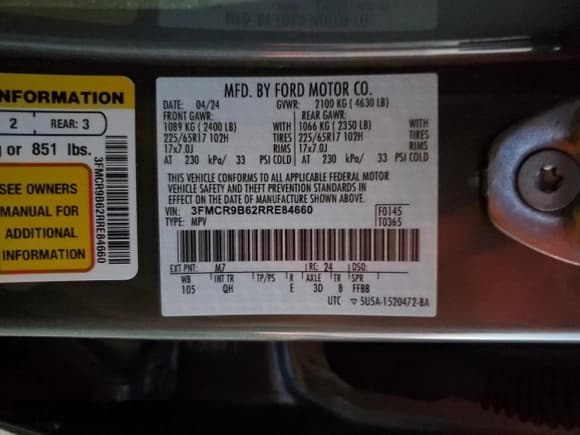 NFORMATION
2 REAR: 3
g or 851 lbs.
SEE OWNERS
MANUAL FOR
ADDITIONAL
INFORMATION
3FMCR9B62RRE84660
MFD. BY FORD MOTOR CO.
DATE: 04/24 GVWR: 2100 KG ( 4630 LB)
FRONT GAWR: REAR GAWR:
1089 KG ( 2400 LB) 1066 KG ( 2350 LB) WITH
225/65R17 102H TIRES 225/65R17 102H TIRES
17x7.0J RIMS 17x7.0J RIMS
AT 230 kPa/ 33 PSI COLD AT 230 kPa/ 33 PSI COLD
THIS VEHICLE CONFORMS TO ALL APPLICABLE FEDERAL MOTOR
VEHICLE SAFETY AND THEFT PREVENTION STANDARDS IN
EFFECT ON THE DATE OF MANUFACTURE SHOWN ABOVE.
VIN: 3FMCR9B62RRE84660 F0145
TYPE: MPV T0365
EXT PNT: M7 RC: 24 DSO:
WB INT TR TP/PS R AXLE TR SPR
105 QH E 3D B FFBB
UTC ▽ 5U5A-1520472-BA